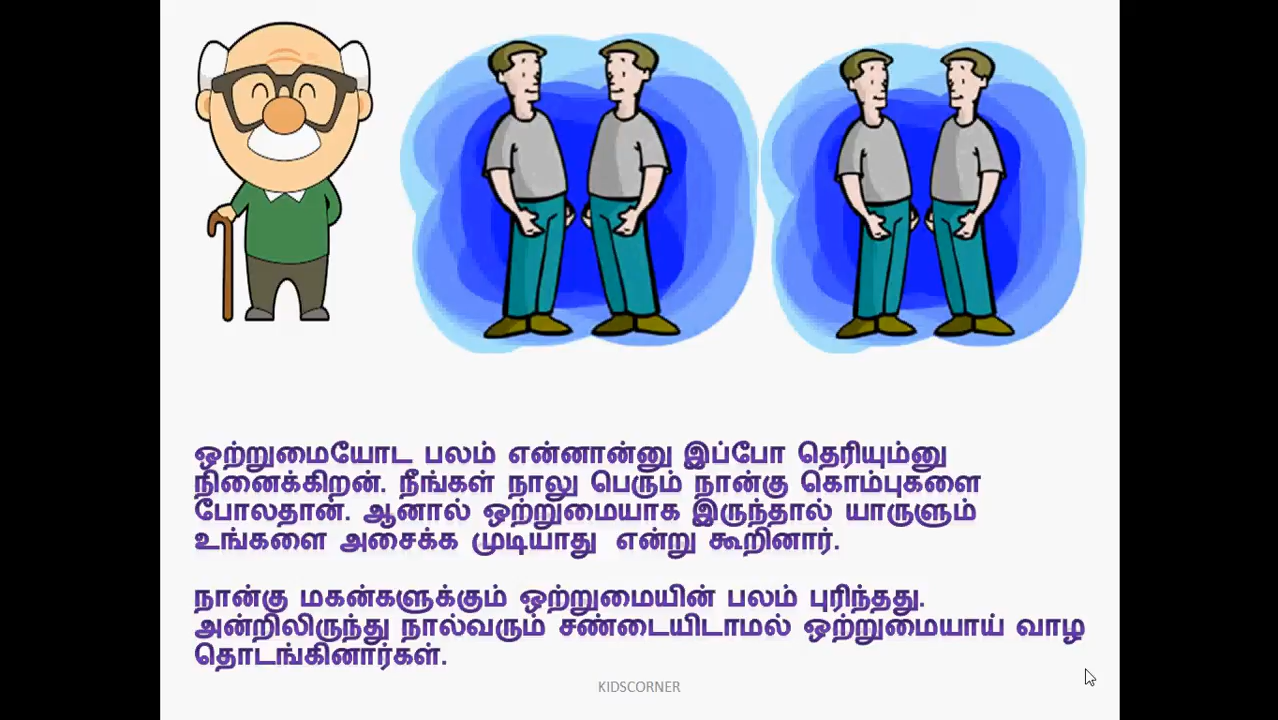 ஒற்றுமையோட பலம் என்னான்னு இப்போ தெரியும்னு
நினைக்கிறன். நீங்கள் நாலு பெரும் நான்கு கொம்புகளை
போலதான். ஆனால் ஒற்றுமையாக இருந்தால் யாருளும்
உங்களை அசைக்க முடியாது என்று கூறினார்.
நான்கு மகன்களுக்கும் ஒற்றுமையின் பலம் புரிந்தது.
அன்றிலிருந்து நால்வரும் சண்டையிடாமல் ஒற்றுமையாய் வாழ
தொடங்கினார்கள்.
KIDSCORNER